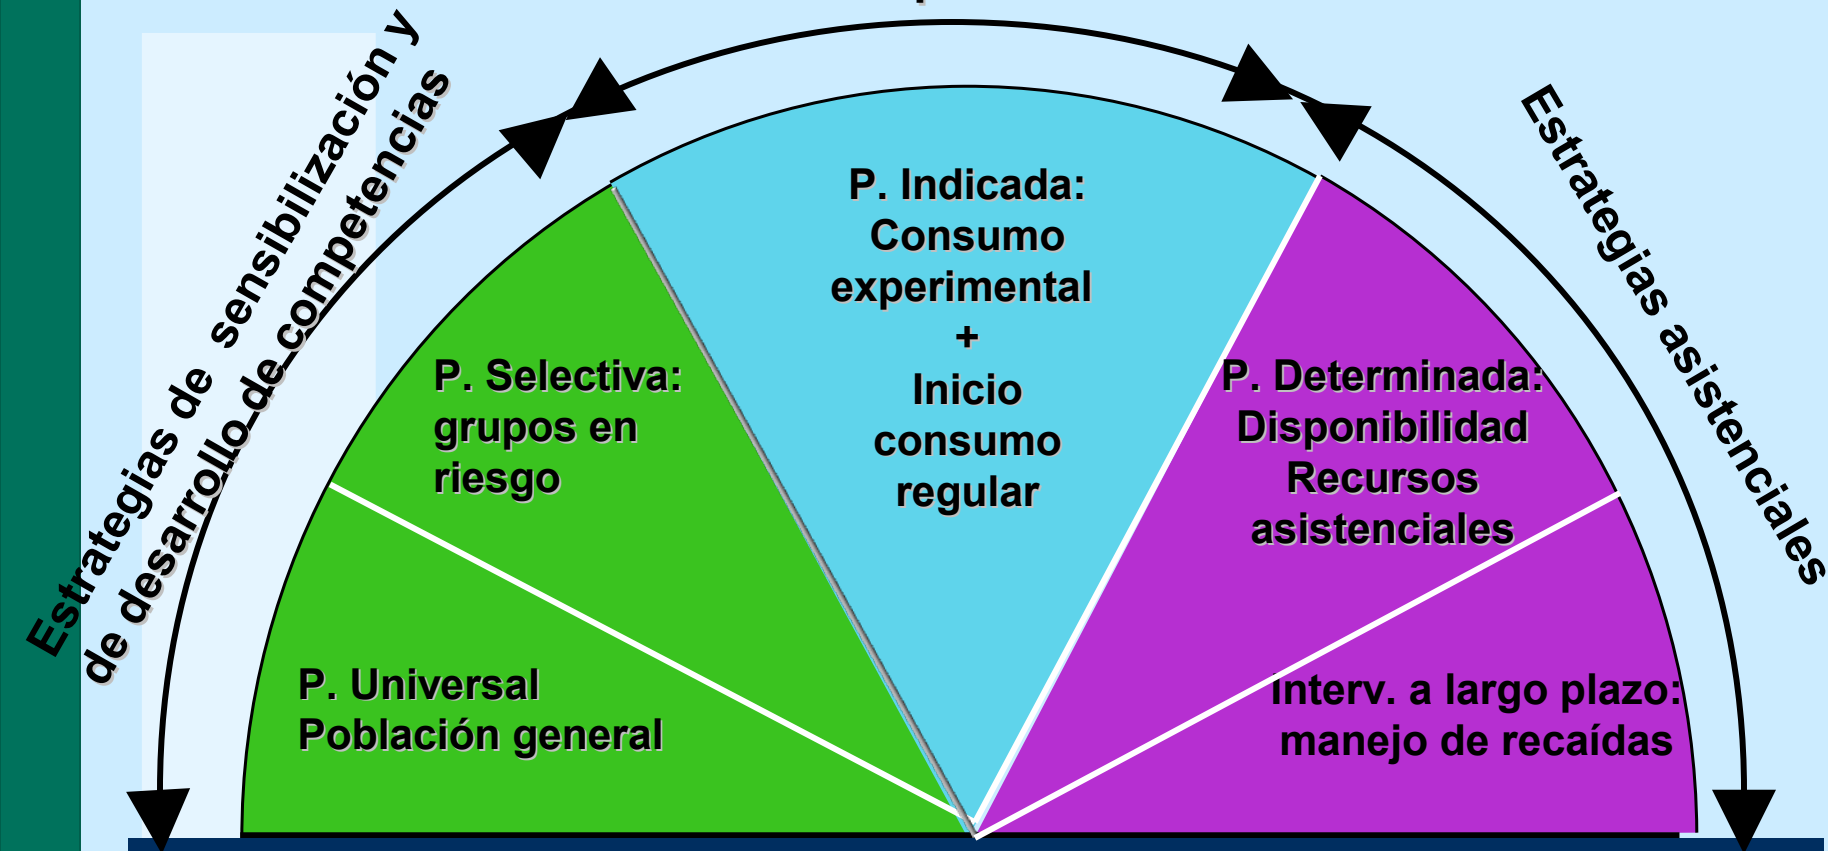 Estrategias de sensibilización y
de desarrollo de competencias
P. Indicada:
Consumo
experimental
+
Inicio
consumo
regular
P. Selectiva:
grupos en
riesgo
P. Universal
Población general
P. Determinada:
Disponibilidad
Recursos
asistenciales
Interv. a largo plazo:
manejo de recaídas
Estrategias asistenciales